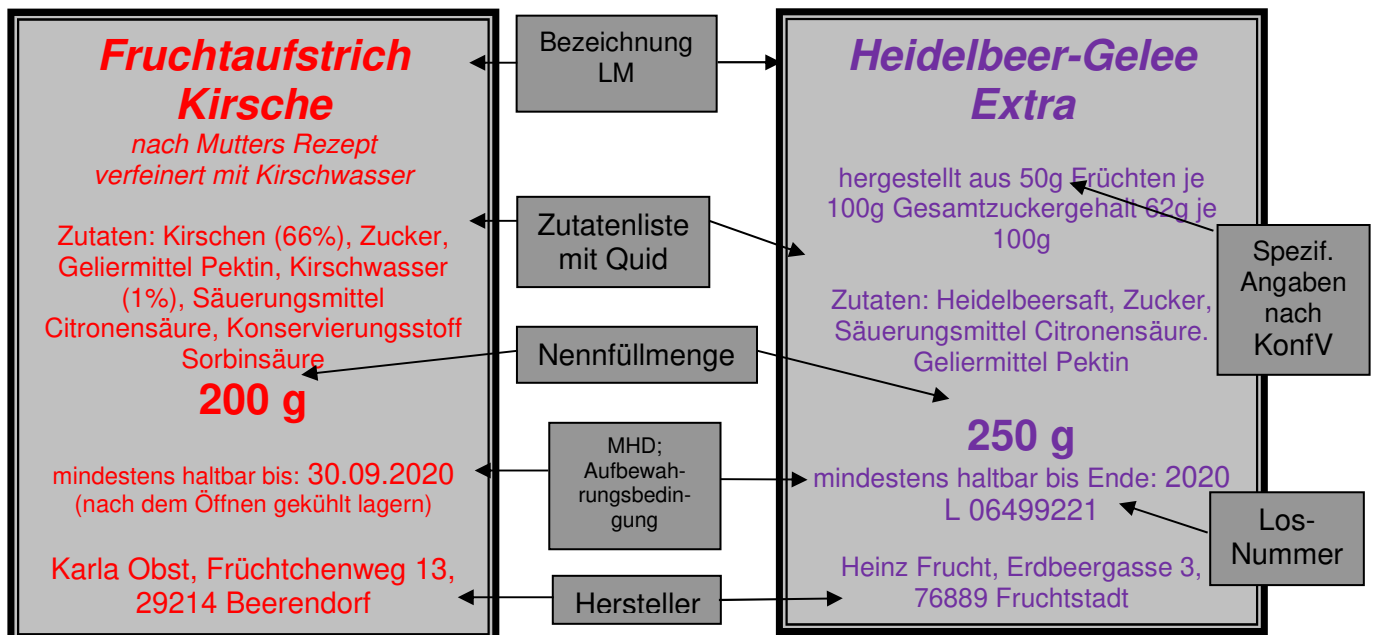 Fruchtaufstrich
Kirsche
nach Mutters Rezept
verfeinert mit Kirschwasser
Zutaten: Kirschen (66%), Zucker,
Geliermittel Pektin, Kirschwasser
(1%), Säuerungsmittel
Citronensäure, Konservierungsstoff
Sorbinsäure
200 g
mindestens haltbar bis: 30.09.2020
(nach dem Öffnen gekühlt lagern)
Karla Obst, Früchtchenweg 13,
29214 Beerendorf
Bezeichnung
LM
Zutatenliste
mit Quid
Nennfüllmenge
MHD;
Aufbewah-
rungsbedin-
gung
Hersteller
Heidelbeer-Gelee
Extra
hergestellt aus 50g Früchten je
100g Gesamtzuckergehalt 62g je
100g
Zutaten: Heidelbeersaft, Zucker,
Säuerungsmittel Citronensäure.
Geliermittel Pektin
250 g
mindestens haltbar bis Ende: 2020
L 06499221
Heinz Frucht, Erdbeergasse 3,
76889 Fruchtstadt
Spezif.
Angaben
nach
KonfV
Los-
Nummer